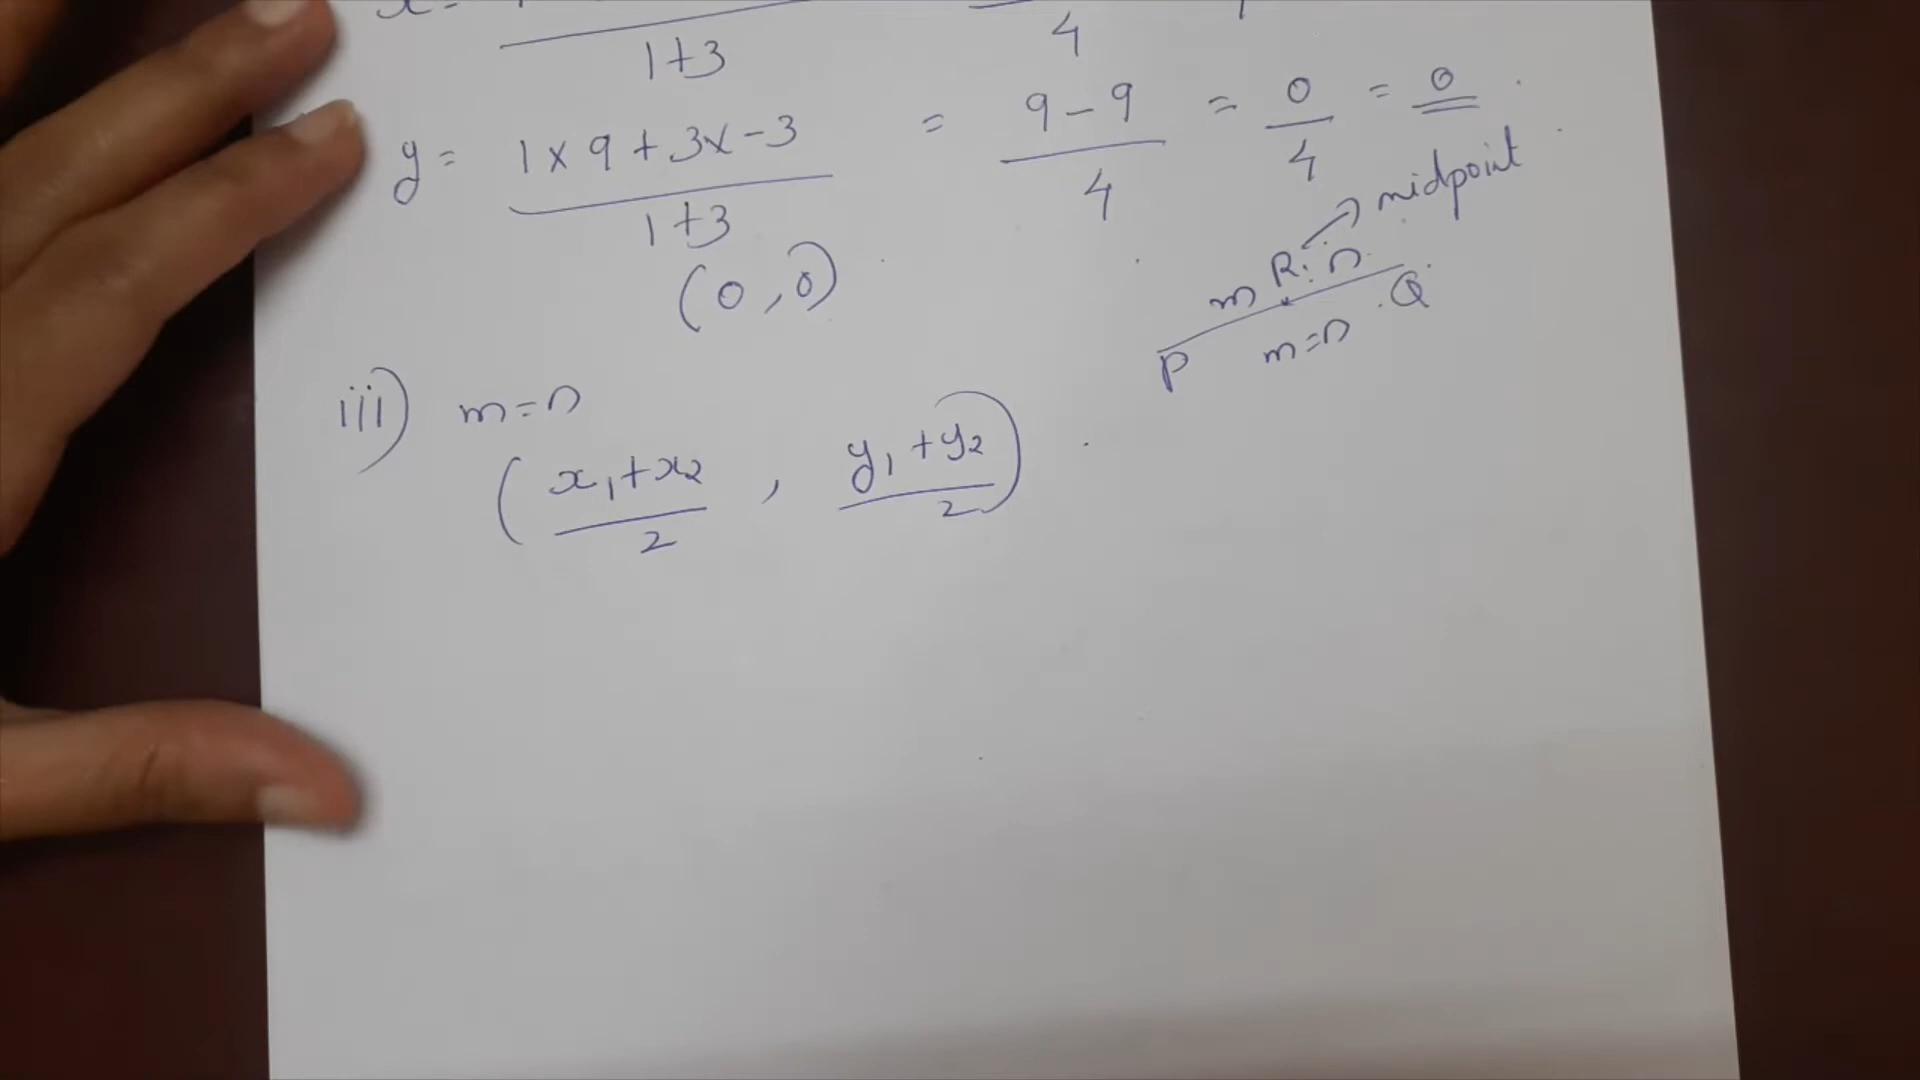 1+3
4
y = 1 x 9 + 3x - 3 / 1+3 = 9 - 9 / 4 = 0 / 4 = 0
(0, 0)
midpoint
m R: n
P Q
m=n
iii) m=n
( x₁+x₂ / 2 , y₁+y₂ / 2 )